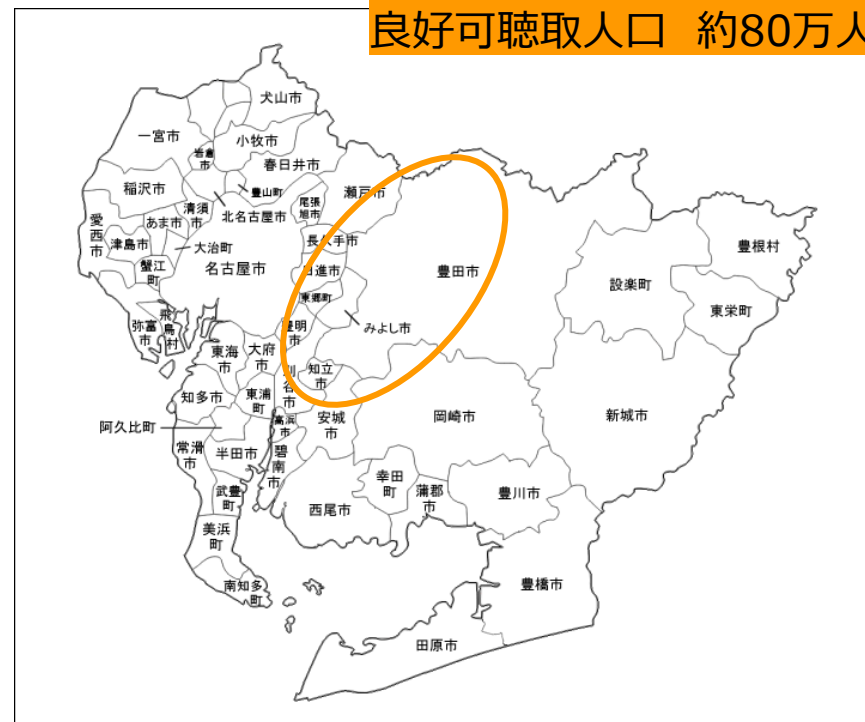 良好可聴取人口 約80万人
犬山市
一宮市
小牧市
岩倉
市
春日井市
稲沢市
豊山町
瀬戸市
清須
市
尾張
旭市
北名古屋市
愛
西
市
あま市
津島市
大治町
長久手市
蟹江
町
名古屋市
日進市
豊田市
設楽町
豊根村
東栄町
東郷町
みよし市
弥富
市
飛
島
村
豊明
市
東海
市
大府
市
知立
市
刈
谷
市
知多市
東浦
町
安城
市
岡崎市
新城市
高浜
市
阿久比町
常滑
市
半田市
碧
南
市
幸田
町
蒲郡
市
豊川市
武豊
町
西尾市
美浜
町
南知多
町
豊橋市
田原市